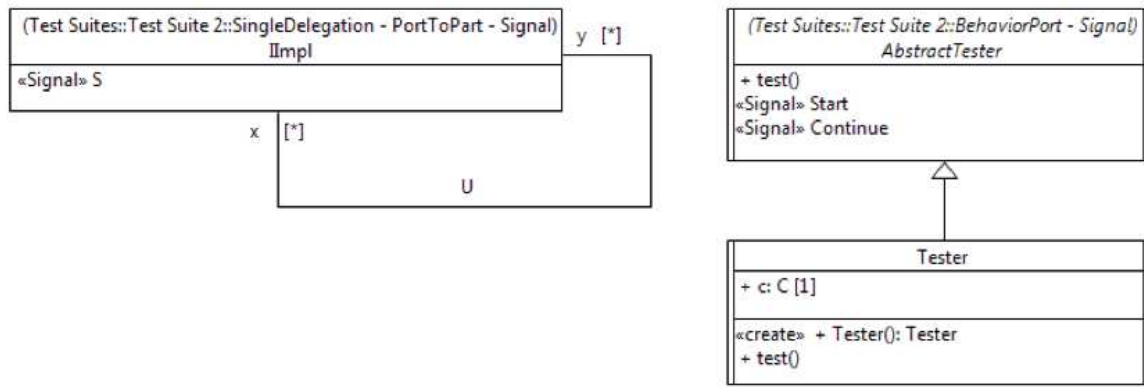 (Test Suites::Test Suite 2::SingleDelegation - PortToPart - Signal)
IImpl
«Signal» S
y [*]
x [*]
U
(Test Suites::Test Suite 2::BehaviorPort - Signal)
AbstractTester
+ test()
«Signal» Start
«Signal» Continue
Tester
+ c: C [1]
«create» + Tester(): Tester
+ test()